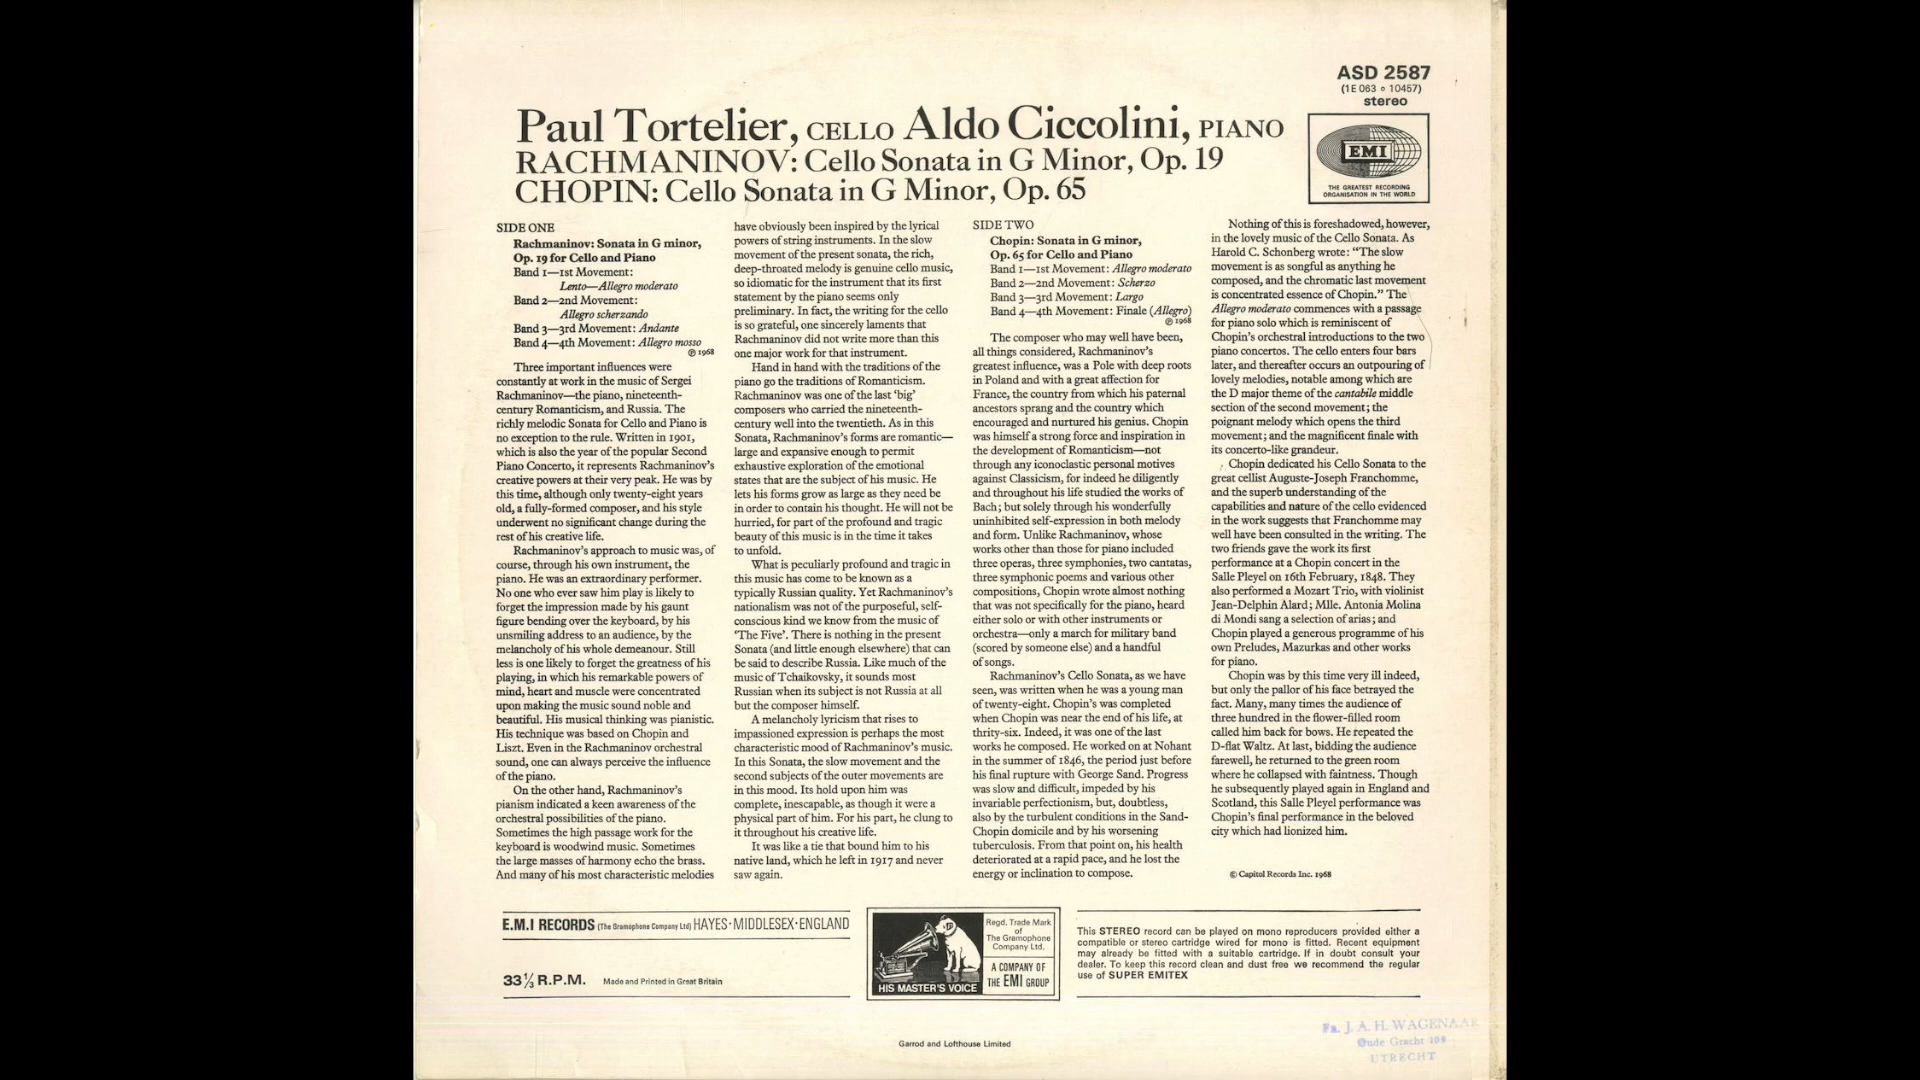 ASD 2587
(1E 063 o 10457)
stereo
Paul Tortelier, CELLO Aldo Ciccolini, PIANO
RACHMANINOV: Cello Sonata in G Minor, Op. 19
CHOPIN: Cello Sonata in G Minor, Op. 65
EMI
THE GREATEST RECORDING
ORGANISATION IN THE WORLD
SIDE ONE
Rachmaninov: Sonata in G minor,
Op. 19 for Cello and Piano
Band 1—1st Movement:
Lento—Allegro moderato
Band 2—2nd Movement:
Allegro scherzando
Band 3—3rd Movement: Andante
Band 4—4th Movement: Allegro mosso
℗ 1968
Three important influences were
constantly at work in the music of Sergei
Rachmaninov—the piano, nineteenth-
century Romanticism, and Russia. The
richly melodic Sonata for Cello and Piano is
no exception to the rule. Written in 1901,
which is also the year of the popular Second
Piano Concerto, it represents Rachmaninov's
creative powers at their very peak. He was by
this time, although only twenty-eight years
old, a fully-formed composer, and his style
underwent no significant change during the
rest of his creative life.
Rachmaninov's approach to music was, of
course, through his own instrument, the
piano. He was an extraordinary performer.
No one who ever saw him play is likely to
forget the impression made by his gaunt
figure bending over the keyboard, by his
unsmiling address to an audience, by the
melancholy of his whole demeanour. Still
less is one likely to forget the greatness of his
playing, in which his remarkable powers of
mind, heart and muscle were concentrated
upon making the music sound noble and
beautiful. His musical thinking was pianistic.
His technique was based on Chopin and
Liszt. Even in the Rachmaninov orchestral
sound, one can always perceive the influence
of the piano.
On the other hand, Rachmaninov's
pianism indicated a keen awareness of the
orchestral possibilities of the piano.
Sometimes the high passage work for the
keyboard is woodwind music. Sometimes
the large masses of harmony echo the brass.
And many of his most characteristic melodies
have obviously been inspired by the lyrical
powers of string instruments. In the slow
movement of the present sonata, the rich,
deep-throated melody is genuine cello music,
so idiomatic for the instrument that its first
statement by the piano seems only
preliminary. In fact, the writing for the cello
is so grateful, one sincerely laments that
Rachmaninov did not write more than this
one major work for that instrument.
Hand in hand with the traditions of the
piano go the traditions of Romanticism.
Rachmaninov was one of the last 'big'
composers who carried the nineteenth-
century well into the twentieth. As in this
Sonata, Rachmaninov's forms are romantic—
large and expansive enough to permit
exhaustive exploration of the emotional
states that are the subject of his music. He
lets his forms grow as large as they need be
in order to contain his thought. He will not be
hurried, for part of the profound and tragic
beauty of this music is in the time it takes
to unfold.
What is peculiarly profound and tragic in
this music has come to be known as a
typically Russian quality. Yet Rachmaninov's
nationalism was not of the purposeful, self-
conscious kind we know from the music of
'The Five'. There is nothing in the present
Sonata (and little enough elsewhere) that can
be said to describe Russia. Like much of the
music of Tchaikovsky, it sounds most
Russian when its subject is not Russia at all
but the composer himself.
A melancholy lyricism that rises to
impassioned expression is perhaps the most
characteristic mood of Rachmaninov's music.
In this Sonata, the slow movement and the
second subjects of the outer movements are
in this mood. Its hold upon him was
complete, inescapable, as though it were a
physical part of him. For his part, he clung to
it throughout his creative life.
It was like a tie that bound him to his
native land, which he left in 1917 and never
saw again.
SIDE TWO
Chopin: Sonata in G minor,
Op. 65 for Cello and Piano
Band 1—1st Movement: Allegro moderato
Band 2—2nd Movement: Scherzo
Band 3—3rd Movement: Largo
Band 4—4th Movement: Finale (Allegro)
℗ 1968
The composer who may well have been,
all things considered, Rachmaninov's
greatest influence, was a Pole with deep roots
in Poland and with a great affection for
France, the country from which his paternal
ancestors sprang and the country which
encouraged and nurtured his genius. Chopin
was himself a strong force and inspiration in
the development of Romanticism—not
through any iconoclastic personal motives
against Classicism, for indeed he diligently
and throughout his life studied the works of
Bach; but solely through his wonderfully
uninhibited self-expression in both melody
and form. Unlike Rachmaninov, whose
works other than those for piano included
three operas, three symphonies, two cantatas,
three symphonic poems and various other
compositions, Chopin wrote almost nothing
that was not specifically for the piano, heard
either solo or with other instruments or
orchestra—only a march for military band
(scored by someone else) and a handful
of songs.
Rachmaninov's Cello Sonata, as we have
seen, was written when he was a young man
of twenty-eight. Chopin's was completed
when Chopin was near the end of his life, at
thrity-six. Indeed, it was one of the last
works he composed. He worked on at Nohant
in the summer of 1846, the period just before
his final rupture with George Sand. Progress
was slow and difficult, impeded by his
invariable perfectionism, but, doubtless,
also by the turbulent conditions in the Sand-
Chopin domicile and by his worsening
tuberculosis. From that point on, his health
deteriorated at a rapid pace, and he lost the
energy or inclination to compose.
Nothing of this is foreshadowed, however,
in the lovely music of the Cello Sonata. As
Harold C. Schonberg wrote: "The slow
movement is as songful as anything he
composed, and the chromatic last movement
is concentrated essence of Chopin." The
Allegro moderato commences with a passage
for piano solo which is reminiscent of
Chopin's orchestral introductions to the two
piano concertos. The cello enters four bars
later, and thereafter occurs an outpouring of
lovely melodies, notable among which are
the D major theme of the cantabile middle
section of the second movement; the
poignant melody which opens the third
movement; and the magnificent finale with
its concerto-like grandeur.
Chopin dedicated his Cello Sonata to the
great cellist Auguste-Joseph Franchomme,
and the superb understanding of the
capabilities and nature of the cello evidenced
in the work suggests that Franchomme may
well have been consulted in the writing. The
two friends gave the work its first
performance at a Chopin concert in the
Salle Pleyel on 16th February, 1848. They
also performed a Mozart Trio, with violinist
Jean-Delphin Alard; Mlle. Antonia Molina
di Mondi sang a selection of arias; and
Chopin played a generous programme of his
own Preludes, Mazurkas and other works
for piano.
Chopin was by this time very ill indeed,
but only the pallor of his face betrayed the
fact. Many, many times the audience of
three hundred in the flower-filled room
called him back for bows. He repeated the
D-flat Waltz. At last, bidding the audience
farewell, he returned to the green room
where he collapsed with faintness. Though
he subsequently played again in England and
Scotland, this Salle Pleyel performance was
Chopin's final performance in the beloved
city which had lionized him.
© Capitol Records Inc. 1968
E.M.I RECORDS (The Gramophone Company Ltd) HAYES·MIDDLESEX·ENGLAND
33⅓ R.P.M. Made and Printed in Great Britain
HIS MASTER'S VOICE
Regd. Trade Mark
of
The Gramophone
Company Ltd.
A COMPANY OF
THE EMI GROUP
This STEREO record can be played on mono reproducers provided either a
compatible or stereo cartridge wired for mono is fitted. Recent equipment
may already be fitted with a suitable cartridge. If in doubt consult your
dealer. To keep this record clean and dust free we recommend the regular
use of SUPER EMITEX
Garrod and Lofthouse Limited
Fa. J. A. H. WAGENAAR
Oude Gracht 109
UTRECHT